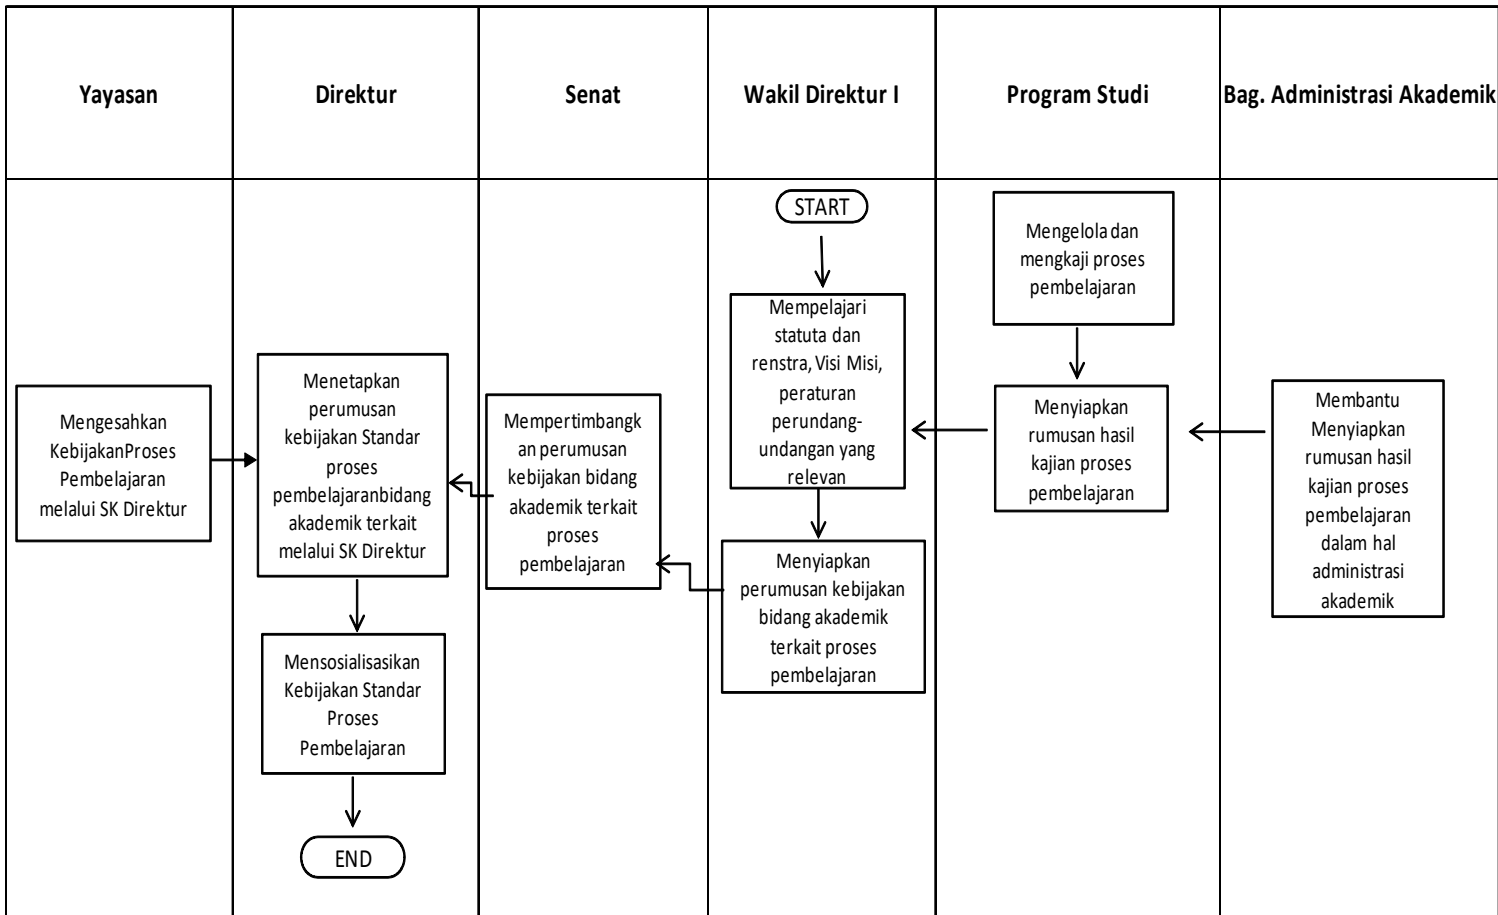 Yayasan
Direktur
Senat
Wakil Direktur I
Program Studi
Bag. Administrasi Akademik
Mengesahkan
KebijakanProses
Pembelajaran
melalui SK Direktur
Menetapkan
perumusan
kebijakan Standar
proses
pembelajaranbidang
akademik terkait
melalui SK Direktur
Mensosialisasikan
Kebijakan Standar
Proses
Pembelajaran
END
Mempertimbangk
an perumusan
kebijakan bidang
akademik terkait
proses
pembelajaran
START
Mempelajari
statuta dan
renstra, Visi Misi,
peraturan
perundang-
undangan yang
relevan
Menyiapkan
perumusan kebijakan
bidang akademik
terkait proses
pembelajaran
Mengelola dan
mengkaji proses
pembelajaran
Menyiapkan
rumusan hasil
kajian proses
pembelajaran
Membantu
Menyiapkan
rumusan hasil
kajian proses
pembelajaran
dalam hal
administrasi
akademik